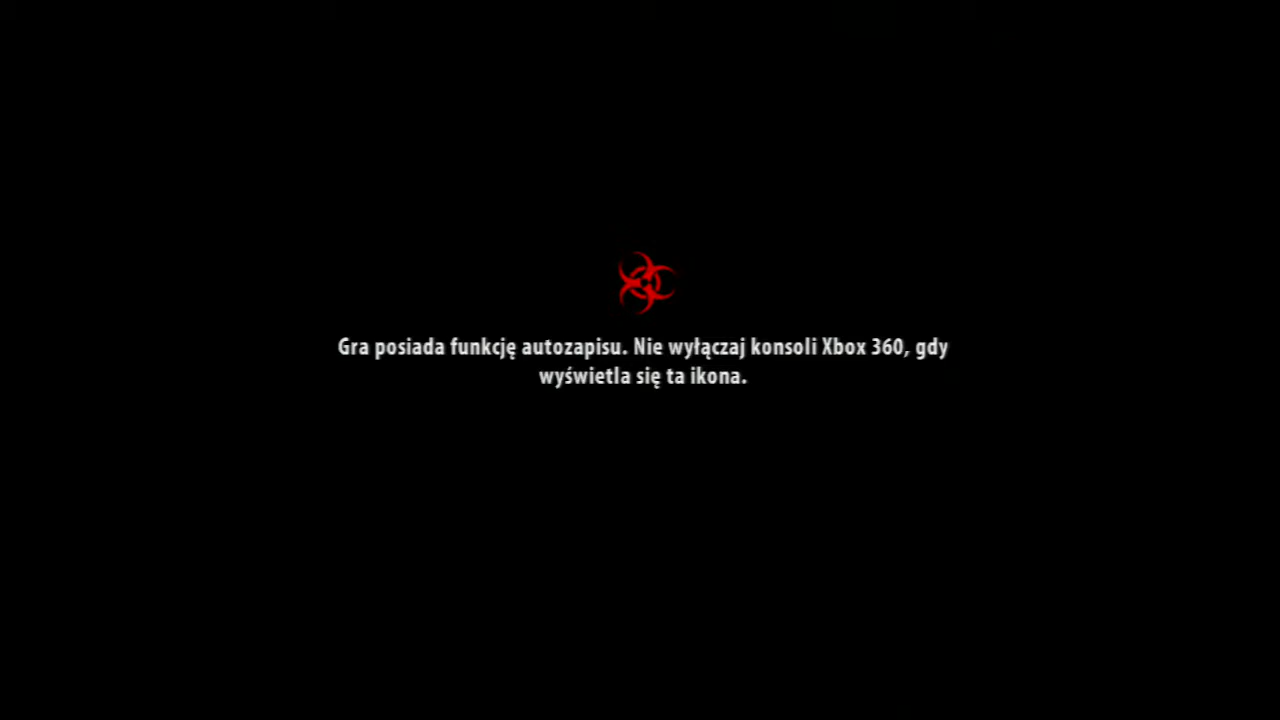 Gra posiada funkcję autozapisu. Nie wyłączaj konsoli Xbox 360, gdy
wyświetla się ta ikona.